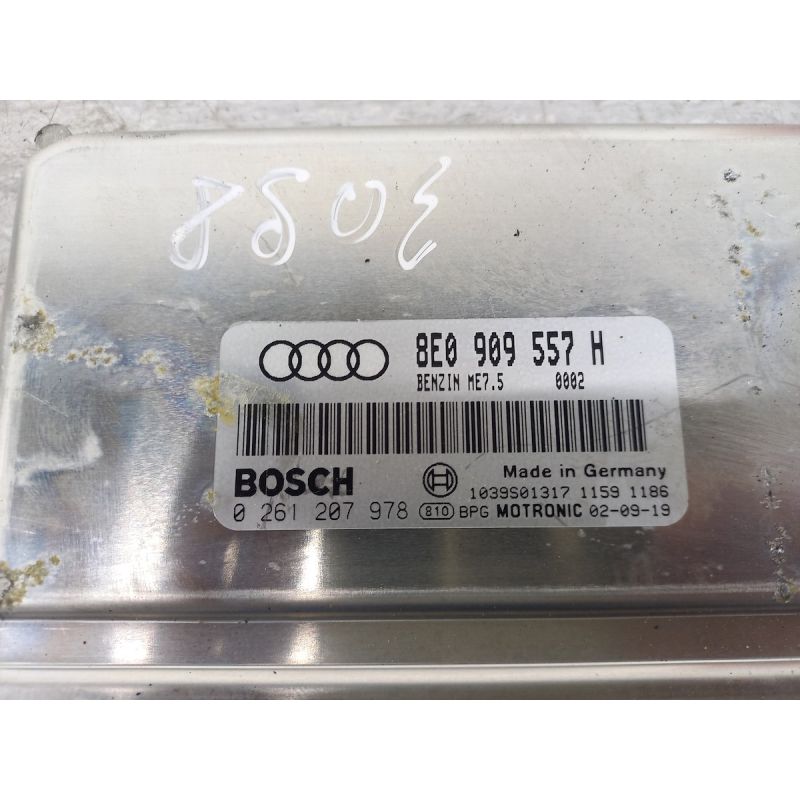 8E0 909 557 H
BENZIN ME7.5 0002
BOSCH
Made in Germany
1039S01317 1159 1186
0 261 207 978 810 BPG MOTRONIC 02-09-19